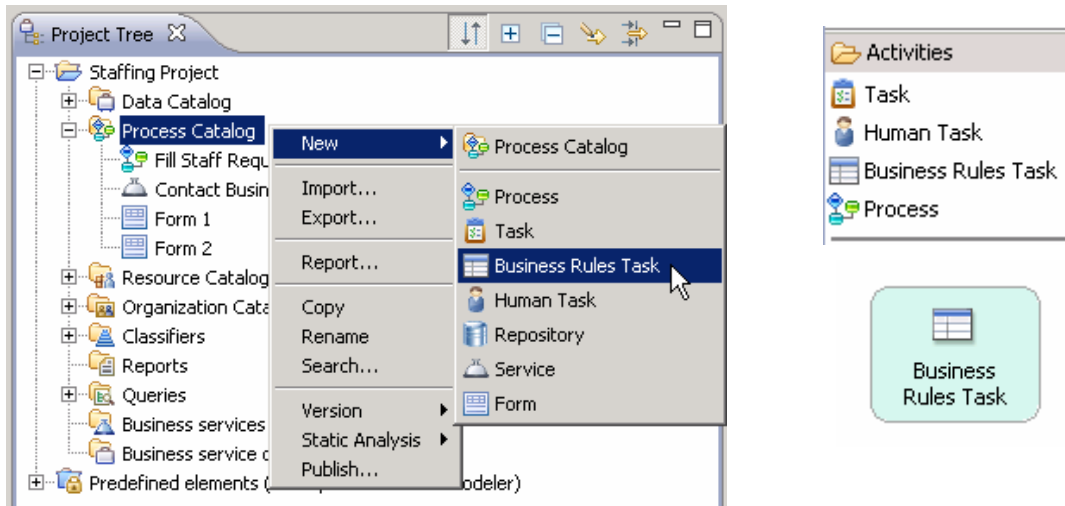 Project Tree
Staffing Project
Data Catalog
Process Catalog
Fill Staff Requ
Contact Busin
Form 1
Form 2
Resource Catalog
Organization Cata
Classifiers
Reports
Queries
Business services
Business service
Predefined elements (
odeler)
New
Import...
Export...
Report...
Copy
Rename
Search...
Version
Static Analysis
Publish...
Process Catalog
Process
Task
Business Rules Task
Human Task
Repository
Service
Form
Activities
Task
Human Task
Business Rules Task
Process
Business
Rules Task